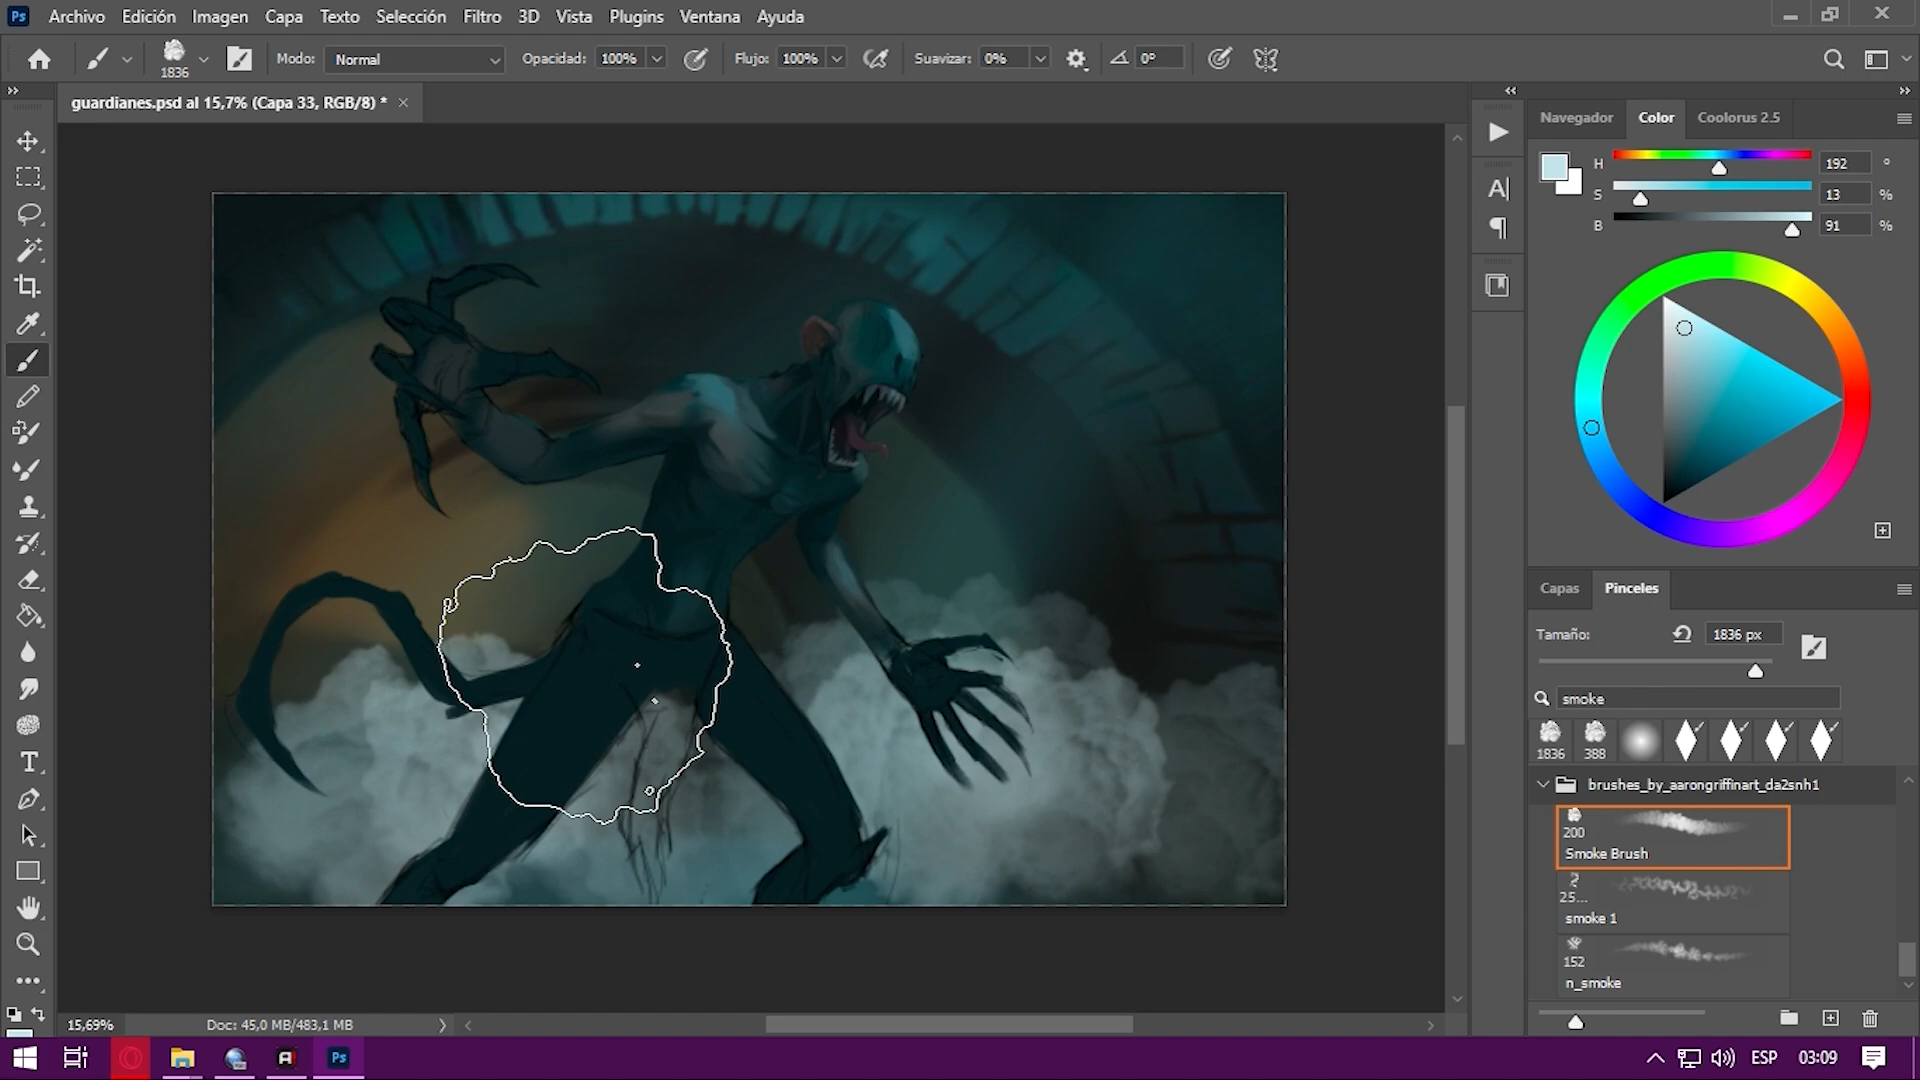 Ps Archivo Edición Imagen Capa Texto Selección Filtro 3D Vista Plugins Ventana Ayuda
1836 Modo: Normal Opacidad: 100% Flujo: 100% Suavizar: 0% 0°
guardianes.psd al 15,7% (Capa 33, RGB/8) *
Navegador Color Coolorus 2.5
H 192 °
S 13 %
B 91 %
Capas Pinceles
Tamaño: 1836 px
smoke
1836 388
brushes_by_aarongriffinart_da2snh1
200
Smoke Brush
25...
smoke 1
152
n_smoke
15,69% Doc: 45,0 MB/483,1 MB
Ps ESP 03:09